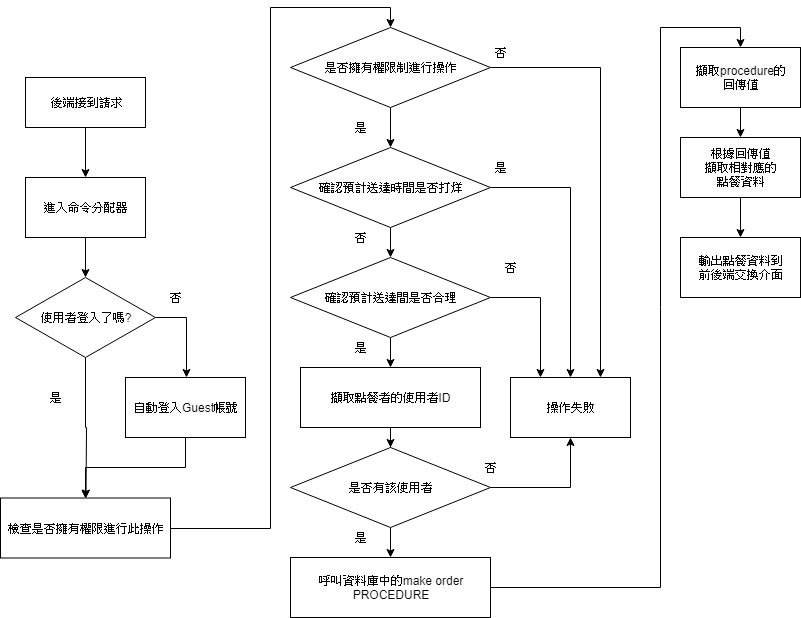 後端接到請求
進入命令分配器
使用者登入了嗎?
否
是
自動登入Guest帳號
檢查是否擁有權限進行此操作
是否擁有權限制進行操作
否
是
確認預計送達時間是否打烊
是
否
確認預計送達間是否合理
否
是
擷取點餐者的使用者ID
操作失敗
是否有該使用者
否
是
呼叫資料庫中的make order
PROCEDURE
擷取procedure的
回傳值
根據回傳值
擷取相對應的
點餐資料
輸出點餐資料到
前後端交換介面